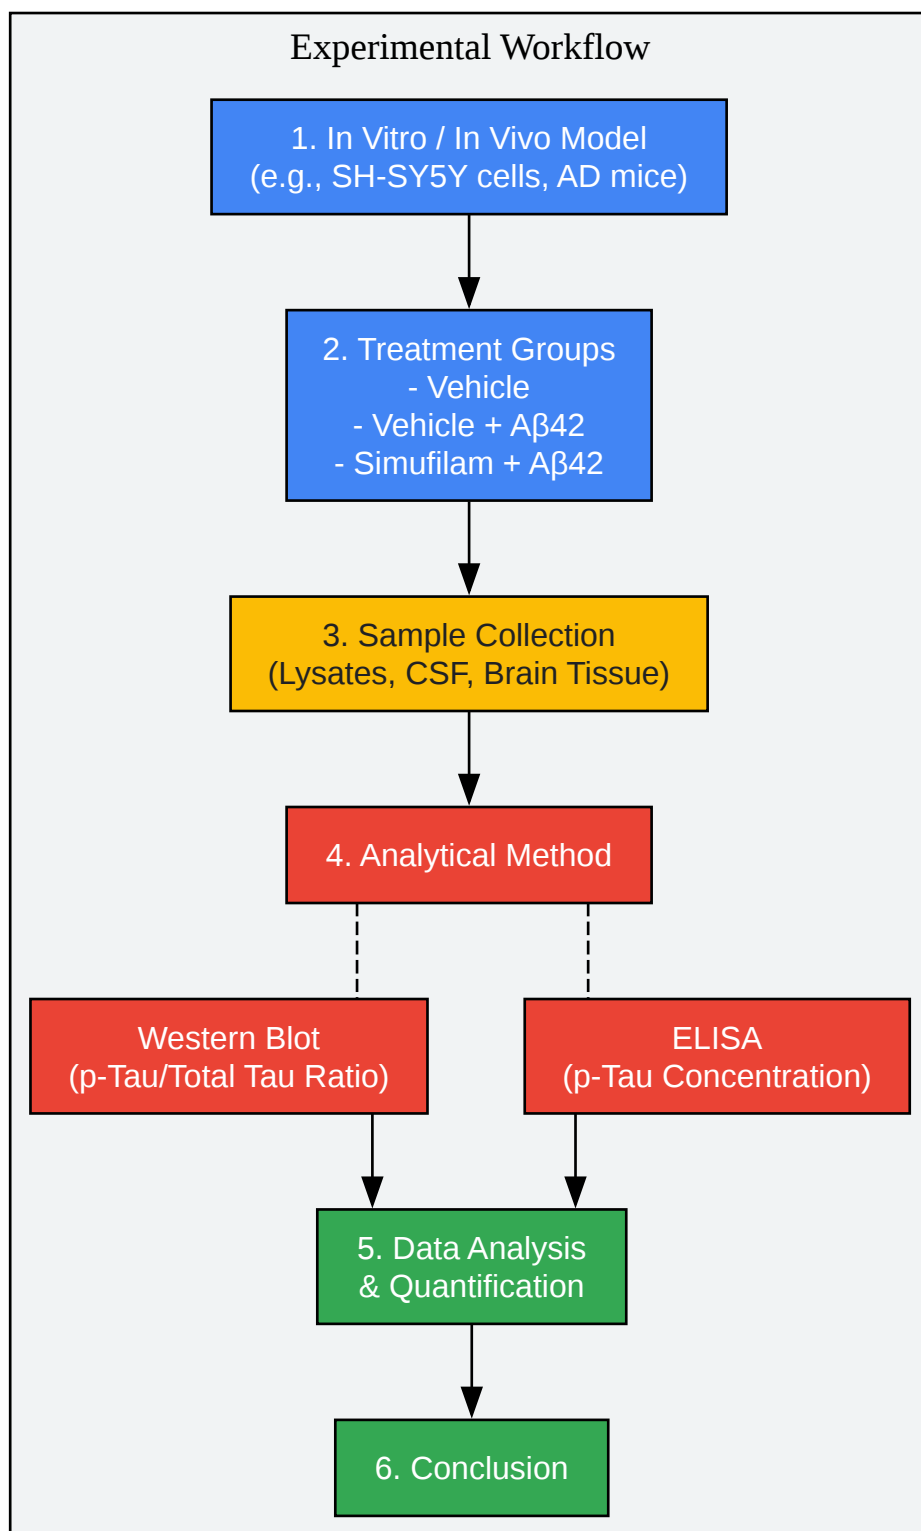 Experimental Workflow
1. In Vitro / In Vivo Model
(e.g., SH-SY5Y cells, AD mice)
2. Treatment Groups
- Vehicle
- Vehicle + Aβ42
- Simufilam + Aβ42
3. Sample Collection
(Lysates, CSF, Brain Tissue)
4. Analytical Method
Western Blot
(p-Tau/Total Tau Ratio)
ELISA
(p-Tau Concentration)
5. Data Analysis
& Quantification
6. Conclusion